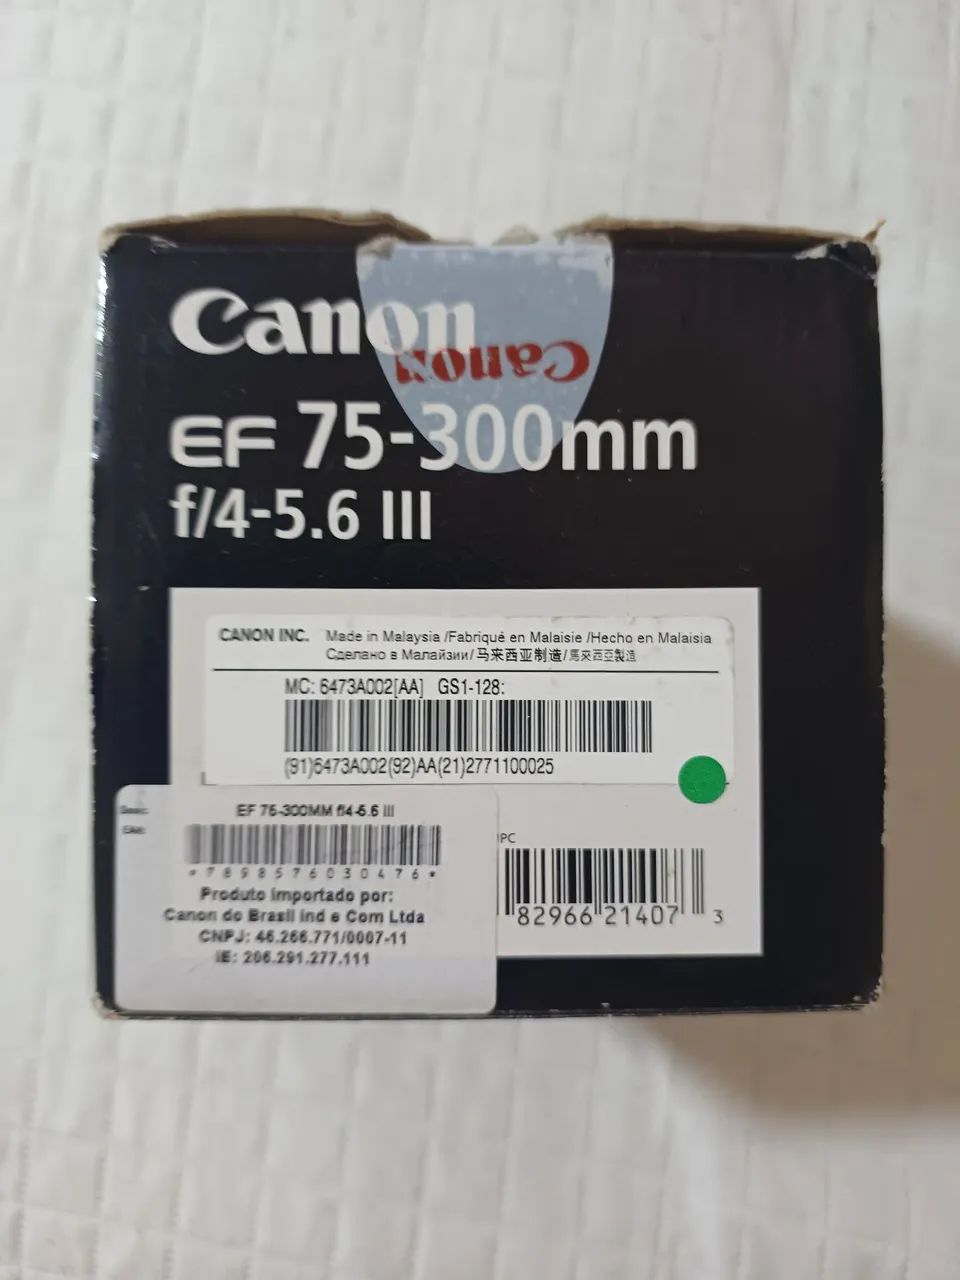 Canon
Canon
EF 75-300mm
f/4-5.6 III
CANON INC. Made in Malaysia /Fabriqué en Malaisie /Hecho en Malaisia
Сделано в Малайзии/马来西亚制造/馬來西亞製造
MC: 6473A002[AA] GS1-128:
(91)6473A002(92)AA(21)2771100025
EF 75-300MM f/4-5.6 III
EAN:
*7898576030476*
UPC
82966 21407 3
Produto importado por:
Canon do Brasil Ind e Com Ltda
CNPJ: 46.266.771/0007-11
IE: 206.291.277.111